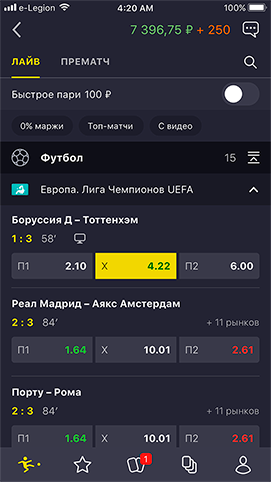 e-Legion 4:20 AM 100%
7 396,75 ₽ + 250
ЛАЙВ ПРЕМАТЧ
Быстрое пари 100 ₽
0% маржи Топ-матчи С видео
Футбол 15
Европа. Лига Чемпионов UEFA
Боруссия Д – Тоттенхэм
1 : 3 58’
П1 2.10 X 4.22 П2 6.00
Реал Мадрид – Аякс Амстердам
2 : 3 84’ + 11 рынков
П1 1.64 X 10.01 П2 2.61
Порту – Рома
2 : 3 84’ + 11 рынков
П1 1.64 X 10.01 П2 2.61
1